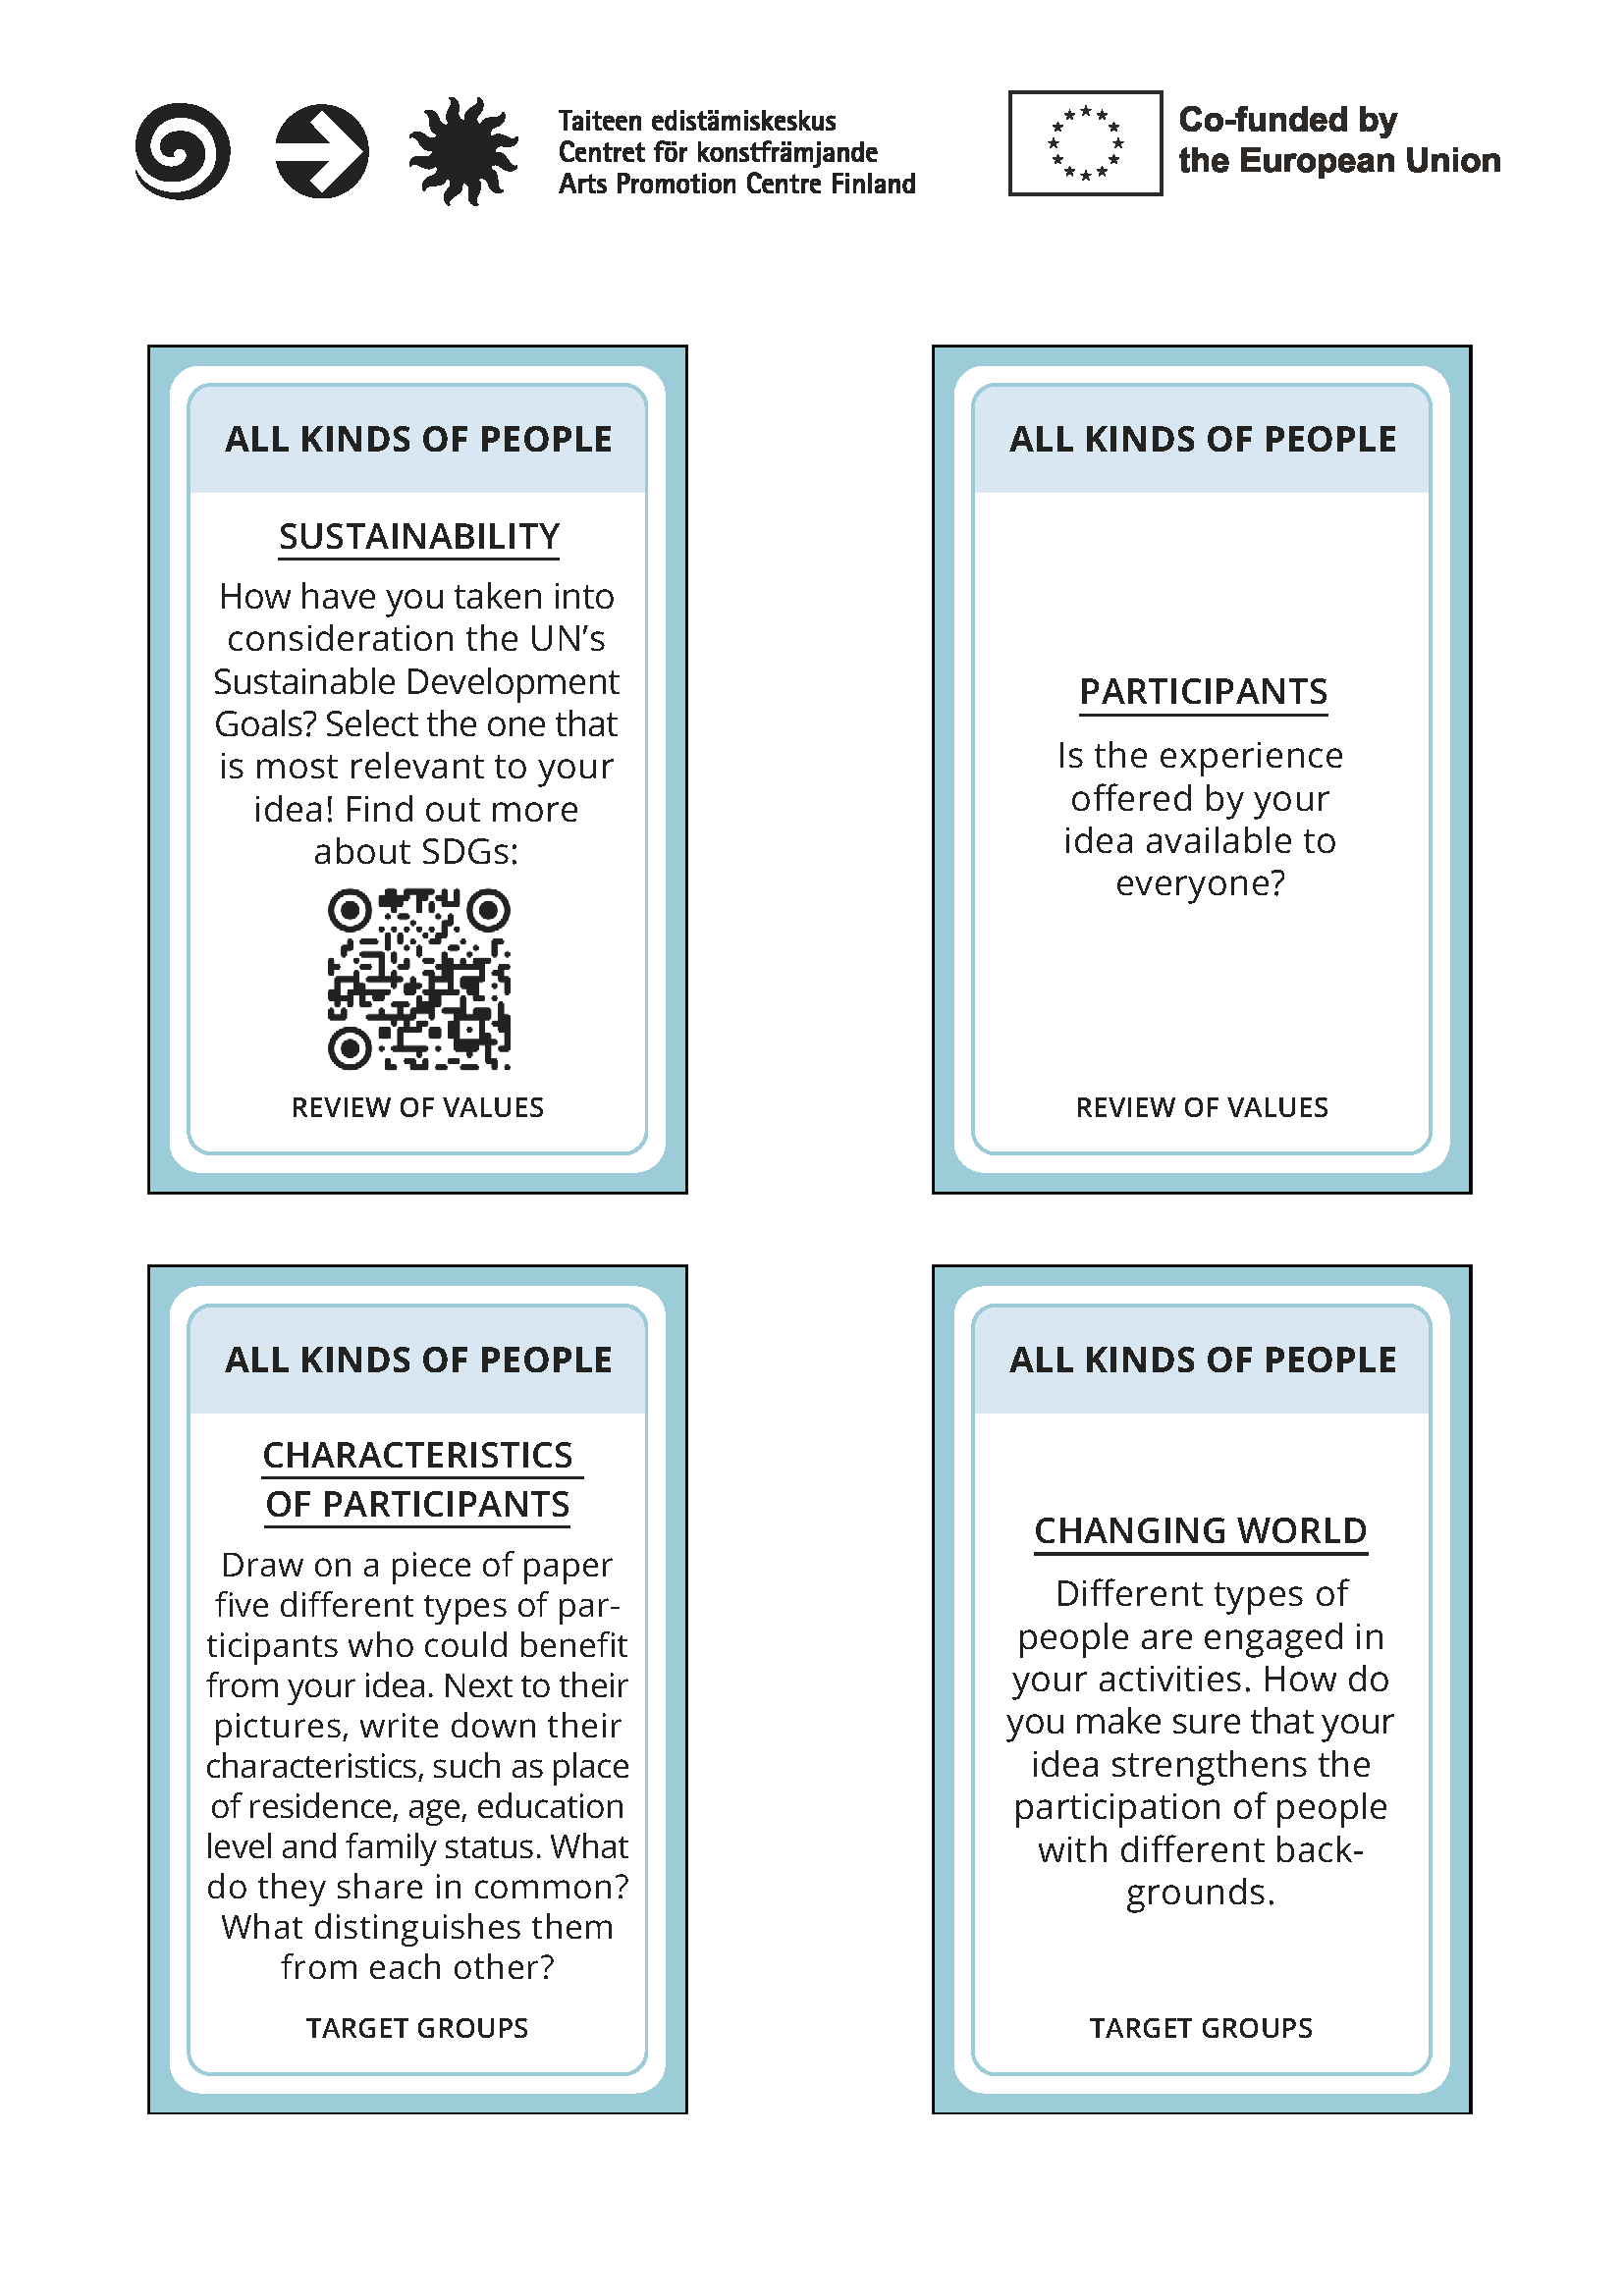 Taiteen edistämiskeskus
Centret för konstfrämjande
Arts Promotion Centre Finland
Co-funded by
the European Union
ALL KINDS OF PEOPLE
SUSTAINABILITY
How have you taken into
consideration the UN’s
Sustainable Development
Goals? Select the one that
is most relevant to your
idea! Find out more
about SDGs:
REVIEW OF VALUES
ALL KINDS OF PEOPLE
PARTICIPANTS
Is the experience
offered by your
idea available to
everyone?
REVIEW OF VALUES
ALL KINDS OF PEOPLE
CHARACTERISTICS
OF PARTICIPANTS
Draw on a piece of paper
five different types of par-
ticipants who could benefit
from your idea. Next to their
pictures, write down their
characteristics, such as place
of residence, age, education
level and family status. What
do they share in common?
What distinguishes them
from each other?
TARGET GROUPS
ALL KINDS OF PEOPLE
CHANGING WORLD
Different types of
people are engaged in
your activities. How do
you make sure that your
idea strengthens the
participation of people
with different back-
grounds.
TARGET GROUPS